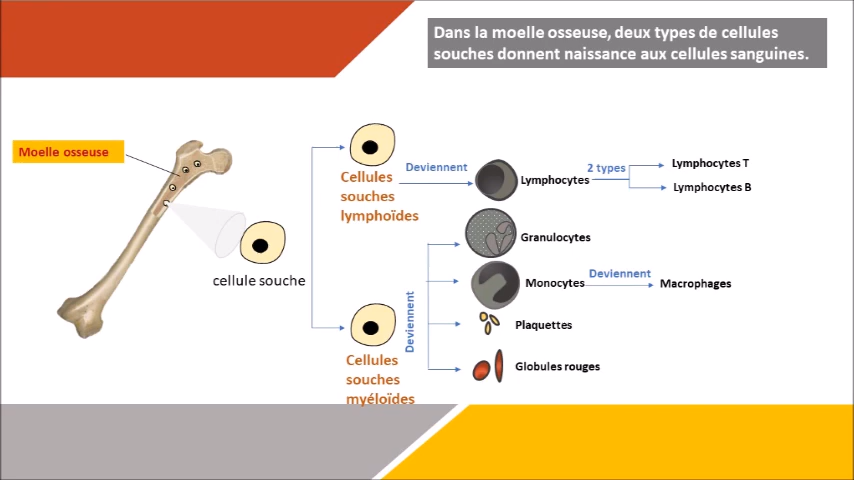 Dans la moelle osseuse, deux types de cellules
souches donnent naissance aux cellules sanguines.
Moelle osseuse
cellule souche
Cellules
souches
lymphoïdes
Deviennent
Lymphocytes
2 types
Lymphocytes T
Lymphocytes B
Cellules
souches
myéloïdes
Deviennent
Granulocytes
Monocytes
Deviennent
Macrophages
Plaquettes
Globules rouges